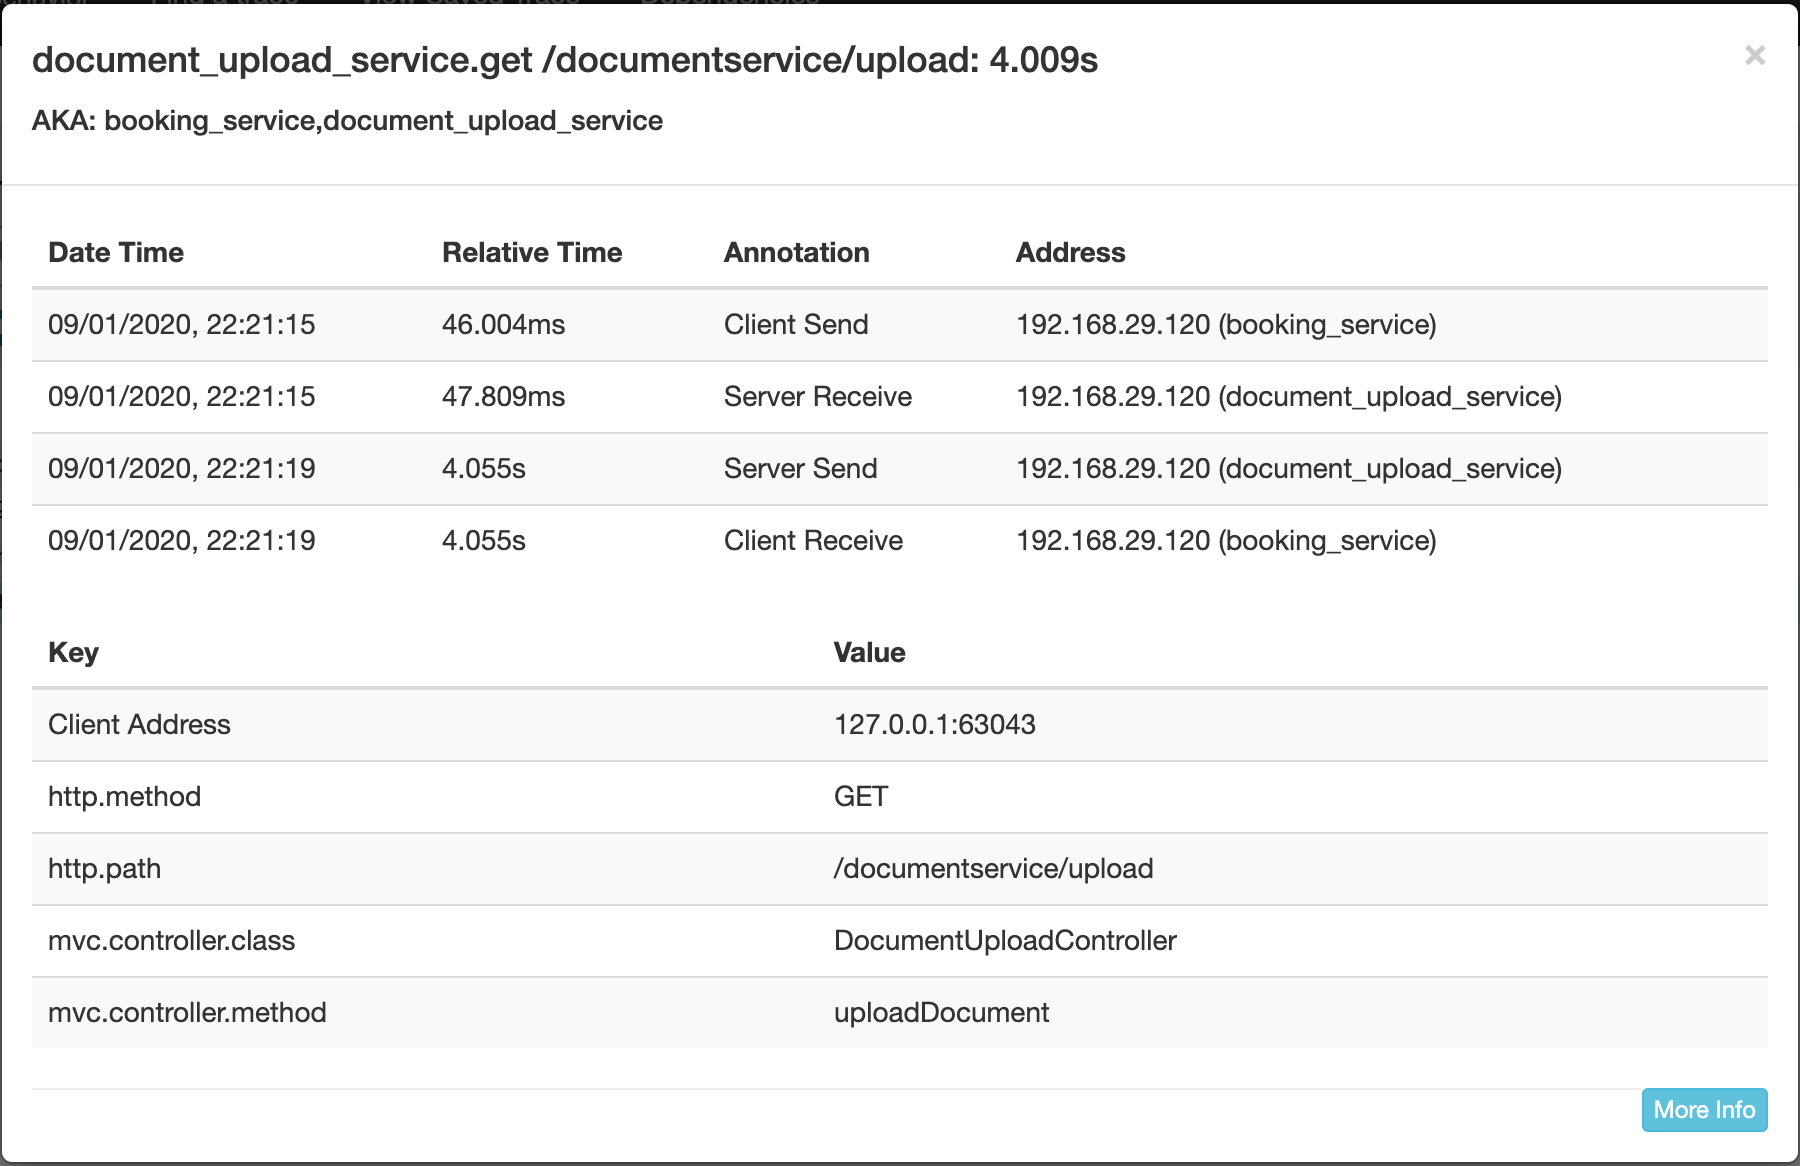 document_upload_service.get /documentservice/upload: 4.009s
×
AKA: booking_service,document_upload_service
Date Time Relative Time Annotation Address
09/01/2020, 22:21:15 46.004ms Client Send 192.168.29.120 (booking_service)
09/01/2020, 22:21:15 47.809ms Server Receive 192.168.29.120 (document_upload_service)
09/01/2020, 22:21:19 4.055s Server Send 192.168.29.120 (document_upload_service)
09/01/2020, 22:21:19 4.055s Client Receive 192.168.29.120 (booking_service)
Key Value
Client Address 127.0.0.1:63043
http.method GET
http.path /documentservice/upload
mvc.controller.class DocumentUploadController
mvc.controller.method uploadDocument
More Info